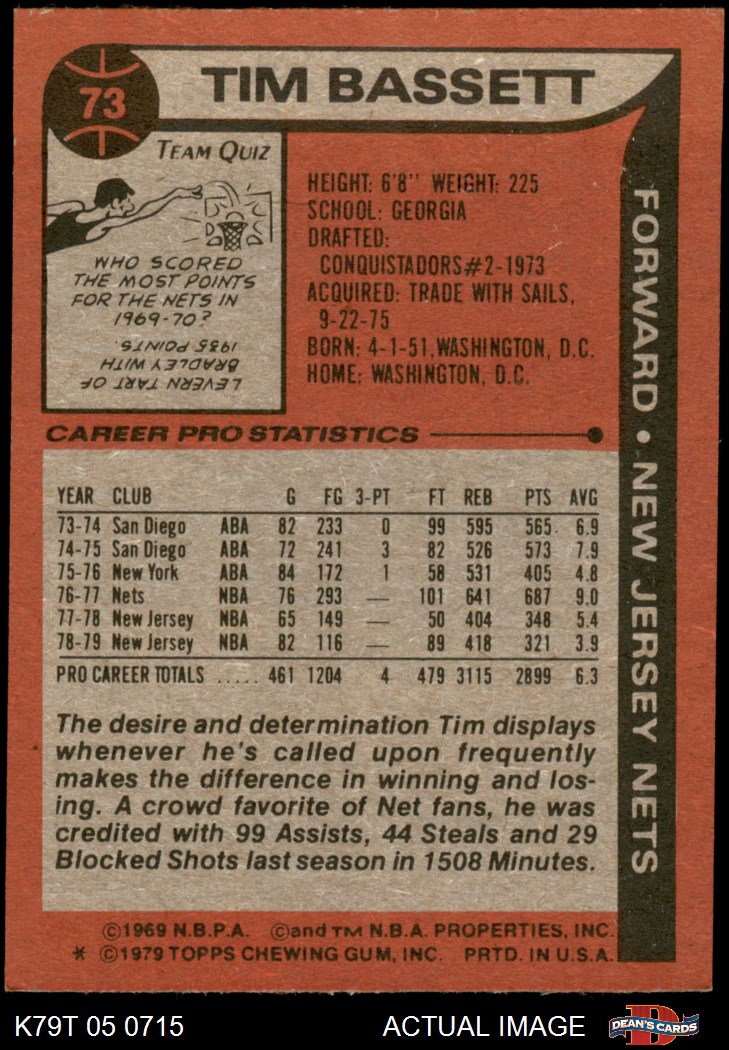 73
TIM BASSETT
TEAM QUIZ
WHO SCORED
THE MOST POINTS
FOR THE NETS IN
1969-70?
LEVERN TART OF
BRADLEY WITH
1935 POINTS.
HEIGHT: 6'8" WEIGHT: 225
SCHOOL: GEORGIA
DRAFTED:
CONQUISTADORS#2-1973
ACQUIRED: TRADE WITH SAILS,
9-22-75
BORN: 4-1-51, WASHINGTON, D.C.
HOME: WASHINGTON, D.C.
FORWARD • NEW JERSEY NETS
CAREER PRO STATISTICS
YEAR CLUB G FG 3-PT FT REB PTS AVG
73-74 San Diego ABA 82 233 0 99 595 565 6.9
74-75 San Diego ABA 72 241 3 82 526 573 7.9
75-76 New York ABA 84 172 1 58 531 405 4.8
76-77 Nets NBA 76 293 — 101 641 687 9.0
77-78 New Jersey NBA 65 149 — 50 404 348 5.4
78-79 New Jersey NBA 82 116 — 89 418 321 3.9
PRO CAREER TOTALS ..... 461 1204 4 479 3115 2899 6.3
The desire and determination Tim displays
whenever he's called upon frequently
makes the difference in winning and los-
ing. A crowd favorite of Net fans, he was
credited with 99 Assists, 44 Steals and 29
Blocked Shots last season in 1508 Minutes.
©1969 N.B.P.A. ©and TM N.B.A. PROPERTIES, INC.
* ©1979 TOPPS CHEWING GUM, INC. PRTD. IN U.S.A.
K79T 05 0715 ACTUAL IMAGE DEAN'S CARDS